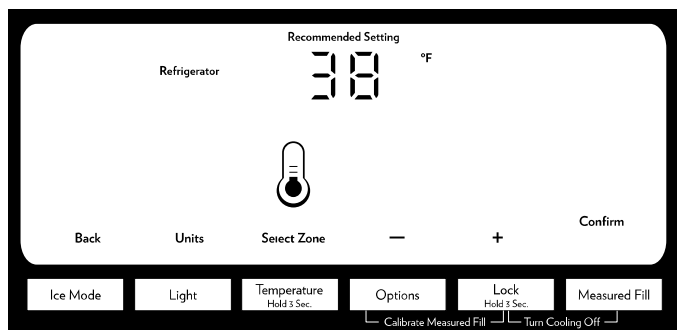 Recommended Setting
Refrigerator 38 °F
Confirm
Back Units Select Zone — +
Ice Mode Light Temperature Options Lock Measured Fill
Hold 3 Sec. Hold 3 Sec.
Calibrate Measured Fill Turn Cooling Off